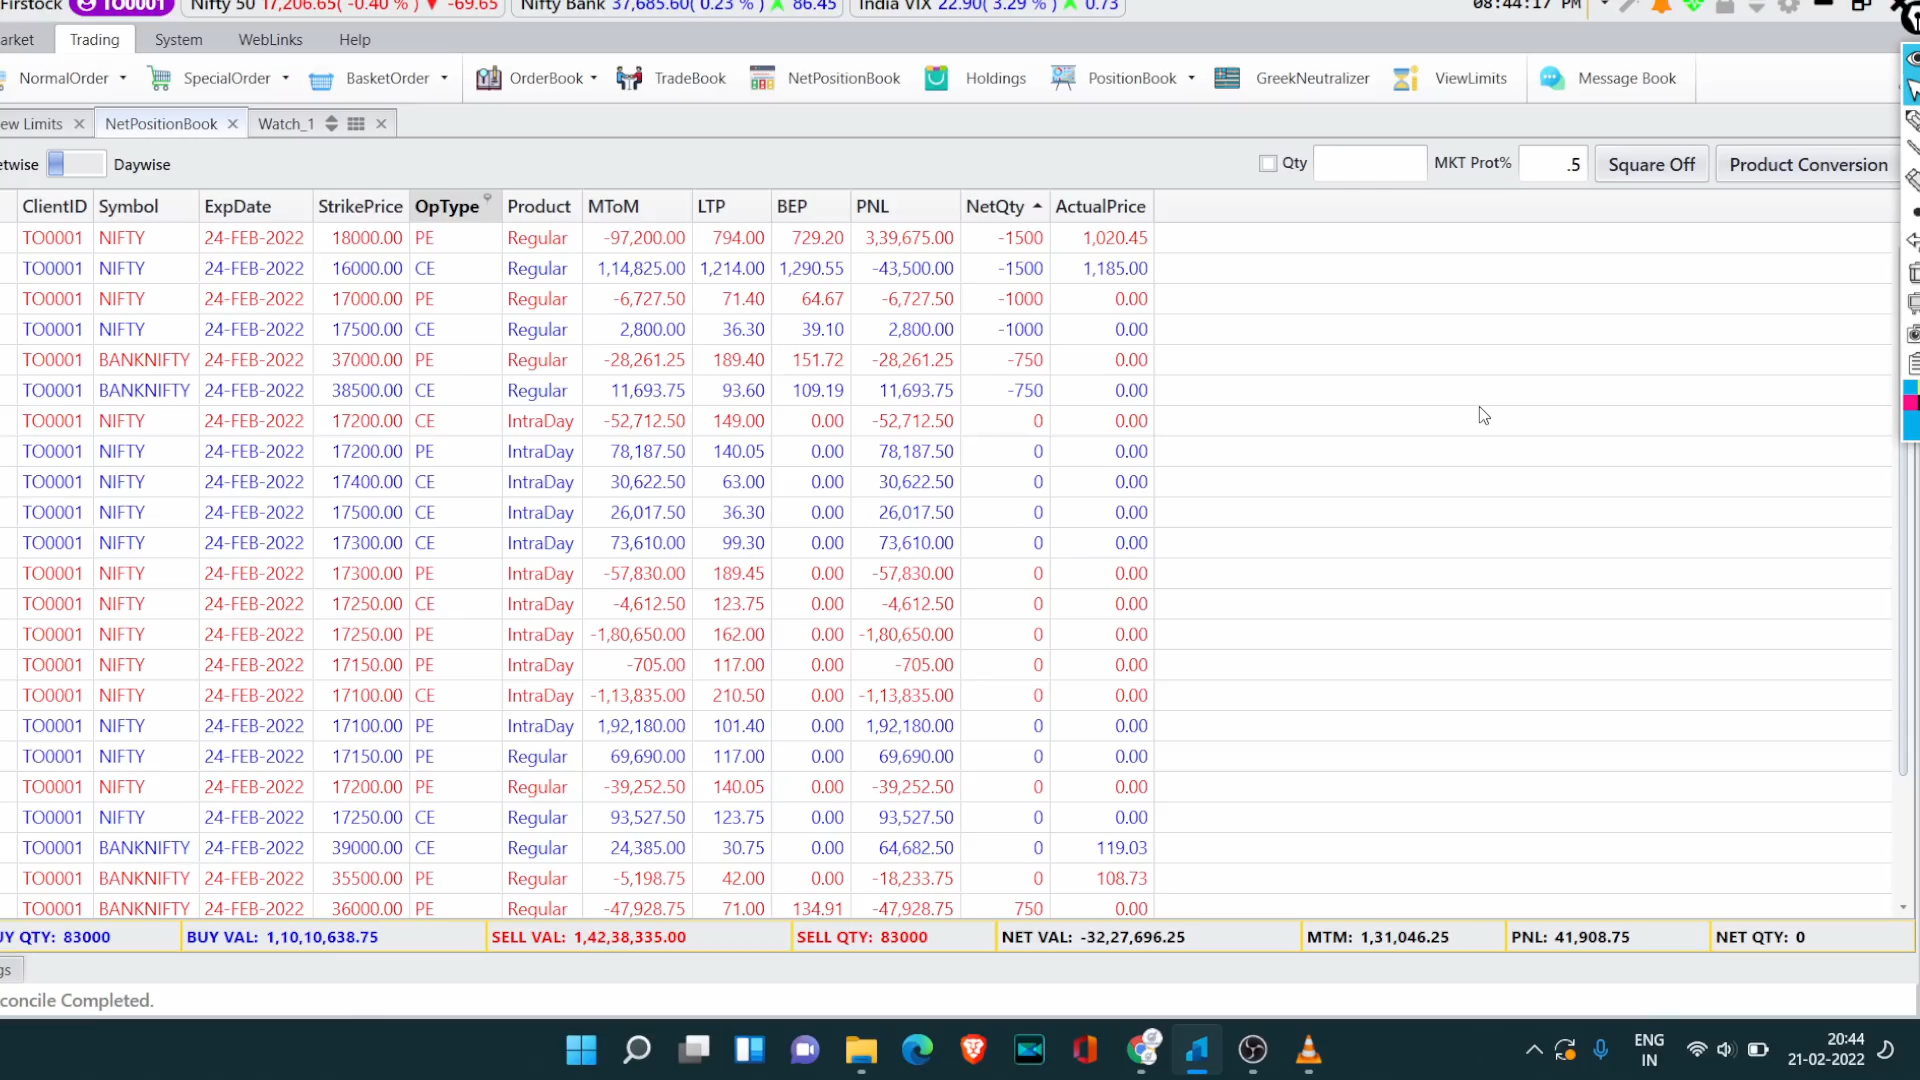 Firstock TO0001 Nifty 50 17,206.65( -0.40 % ) -69.65 Nifty Bank 37,685.60( 0.23 % ) 86.45 India VIX 22.90( 3.29 % ) 0.73 08:44:17 PM
arket Trading System WebLinks Help
NormalOrder SpecialOrder BasketOrder OrderBook TradeBook NetPositionBook Holdings PositionBook GreekNeutralizer ViewLimits Message Book
ew Limits NetPositionBook Watch_1
etwise Daywise Qty MKT Prot% .5 Square Off Product Conversion
ClientID Symbol ExpDate StrikePrice OpType Product MToM LTP BEP PNL NetQty ActualPrice
TO0001 NIFTY 24-FEB-2022 18000.00 PE Regular -97,200.00 794.00 729.20 3,39,675.00 -1500 1,020.45
TO0001 NIFTY 24-FEB-2022 16000.00 CE Regular 1,14,825.00 1,214.00 1,290.55 -43,500.00 -1500 1,185.00
TO0001 NIFTY 24-FEB-2022 17000.00 PE Regular -6,727.50 71.40 64.67 -6,727.50 -1000 0.00
TO0001 NIFTY 24-FEB-2022 17500.00 CE Regular 2,800.00 36.30 39.10 2,800.00 -1000 0.00
TO0001 BANKNIFTY 24-FEB-2022 37000.00 PE Regular -28,261.25 189.40 151.72 -28,261.25 -750 0.00
TO0001 BANKNIFTY 24-FEB-2022 38500.00 CE Regular 11,693.75 93.60 109.19 11,693.75 -750 0.00
TO0001 NIFTY 24-FEB-2022 17200.00 CE IntraDay -52,712.50 149.00 0.00 -52,712.50 0 0.00
TO0001 NIFTY 24-FEB-2022 17200.00 PE IntraDay 78,187.50 140.05 0.00 78,187.50 0 0.00
TO0001 NIFTY 24-FEB-2022 17400.00 CE IntraDay 30,622.50 63.00 0.00 30,622.50 0 0.00
TO0001 NIFTY 24-FEB-2022 17500.00 CE IntraDay 26,017.50 36.30 0.00 26,017.50 0 0.00
TO0001 NIFTY 24-FEB-2022 17300.00 CE IntraDay 73,610.00 99.30 0.00 73,610.00 0 0.00
TO0001 NIFTY 24-FEB-2022 17300.00 PE IntraDay -57,830.00 189.45 0.00 -57,830.00 0 0.00
TO0001 NIFTY 24-FEB-2022 17250.00 CE IntraDay -4,612.50 123.75 0.00 -4,612.50 0 0.00
TO0001 NIFTY 24-FEB-2022 17250.00 PE IntraDay -1,80,650.00 162.00 0.00 -1,80,650.00 0 0.00
TO0001 NIFTY 24-FEB-2022 17150.00 PE IntraDay -705.00 117.00 0.00 -705.00 0 0.00
TO0001 NIFTY 24-FEB-2022 17100.00 CE IntraDay -1,13,835.00 210.50 0.00 -1,13,835.00 0 0.00
TO0001 NIFTY 24-FEB-2022 17100.00 PE IntraDay 1,92,180.00 101.40 0.00 1,92,180.00 0 0.00
TO0001 NIFTY 24-FEB-2022 17150.00 PE Regular 69,690.00 117.00 0.00 69,690.00 0 0.00
TO0001 NIFTY 24-FEB-2022 17200.00 PE Regular -39,252.50 140.05 0.00 -39,252.50 0 0.00
TO0001 NIFTY 24-FEB-2022 17250.00 CE Regular 93,527.50 123.75 0.00 93,527.50 0 0.00
TO0001 BANKNIFTY 24-FEB-2022 39000.00 CE Regular 24,385.00 30.75 0.00 64,682.50 0 119.03
TO0001 BANKNIFTY 24-FEB-2022 35500.00 PE Regular -5,198.75 42.00 0.00 -18,233.75 0 108.73
TO0001 BANKNIFTY 24-FEB-2022 36000.00 PE Regular -47,928.75 71.00 134.91 -47,928.75 750 0.00
UY QTY: 83000 BUY VAL: 1,10,10,638.75 SELL VAL: 1,42,38,335.00 SELL QTY: 83000 NET VAL: -32,27,696.25 MTM: 1,31,046.25 PNL: 41,908.75 NET QTY: 0
gs
concile Completed.
ENG 20:44
IN 21-02-2022